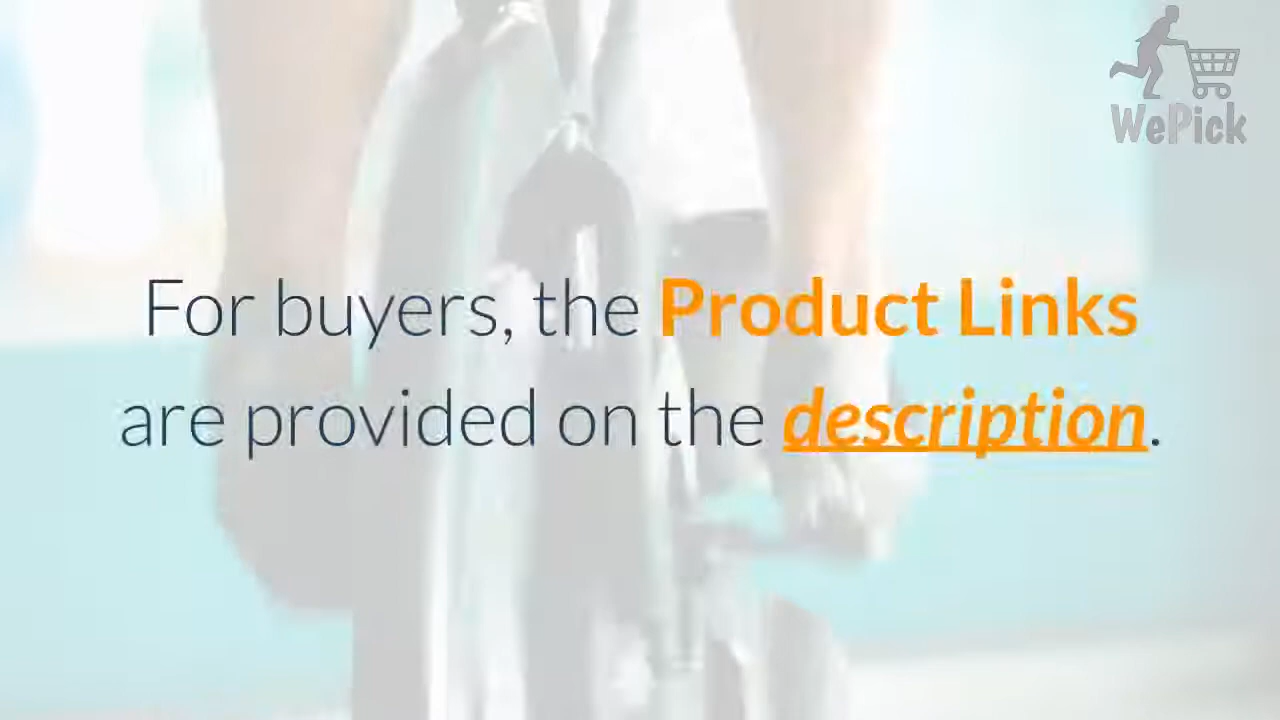 WePick
For buyers, the Product Links
are provided on the description.